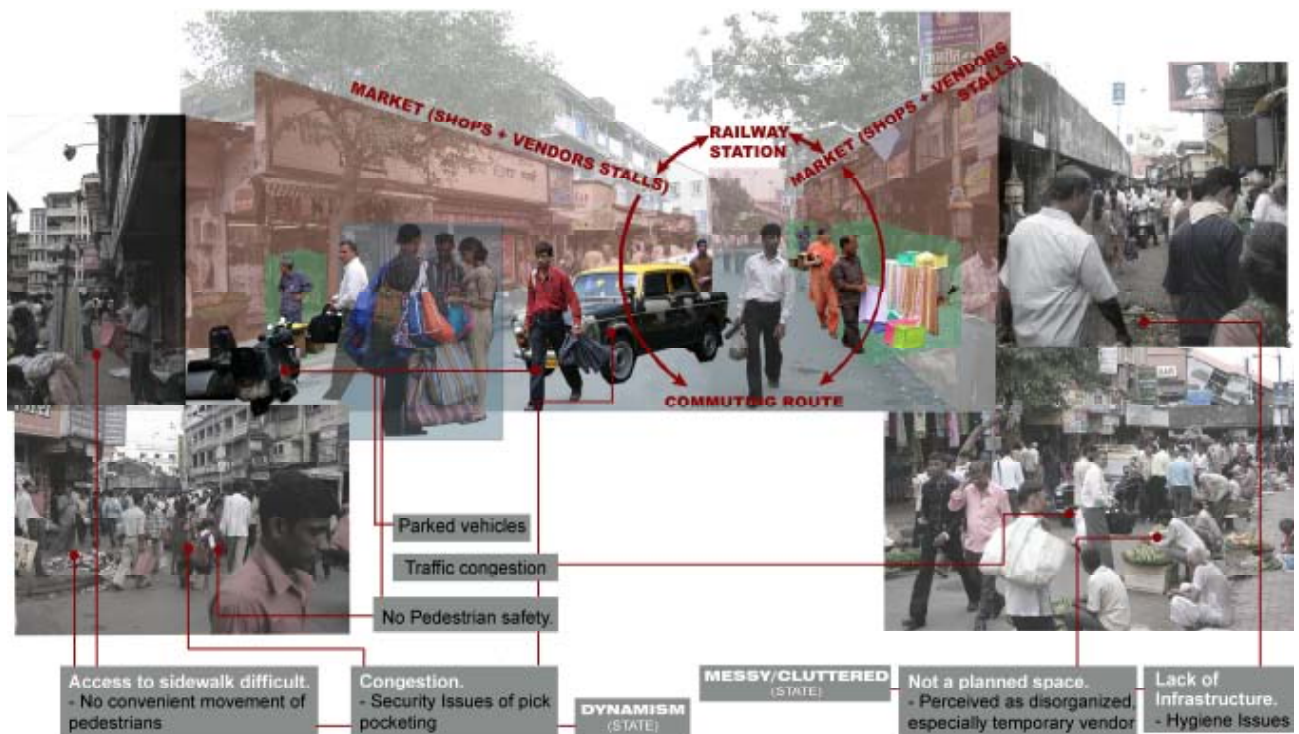 MARKET (SHOPS + VENDORS STALLS)
MARKET (SHOPS + VENDORS
STALLS)
RAILWAY
STATION
COMMUTING ROUTE
Parked vehicles
Traffic congestion
No Pedestrian safety.
Access to sidewalk difficult.
- No convenient movement of
pedestrians
Congestion.
- Security Issues of pick
pocketing
DYNAMISM
(STATE)
MESSY/CLUTTERED
(STATE)
Not a planned space.
- Perceived as disorganized,
especially temporary vendor
Lack of
Infrastructure.
- Hygiene Issues